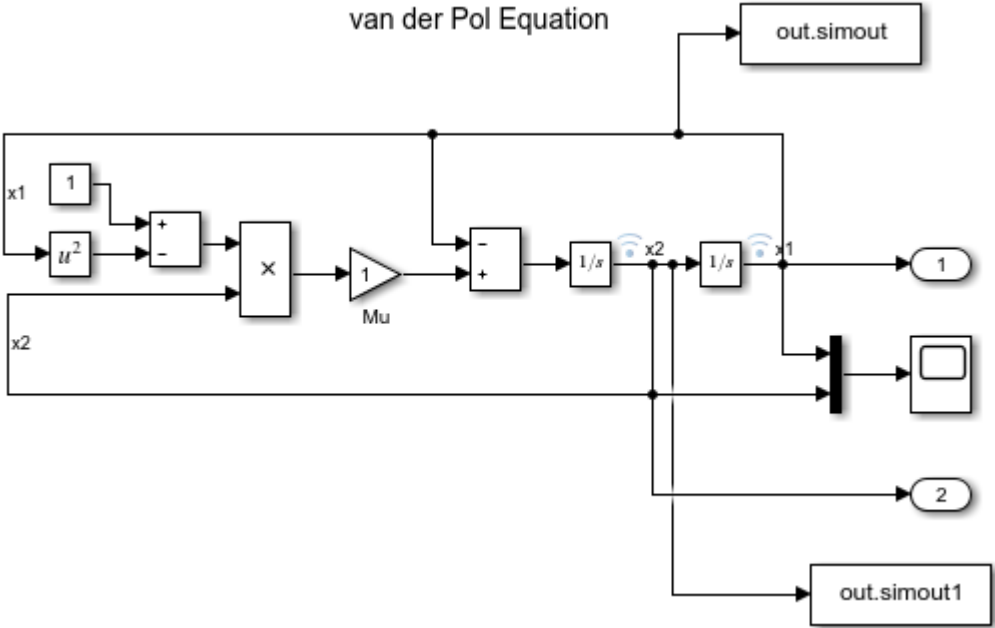 van der Pol Equation
out.simout
x1
1
+
u²
−
×
1
Mu
−
+
1/s
x2
1/s
x1
1
x2
2
out.simout1